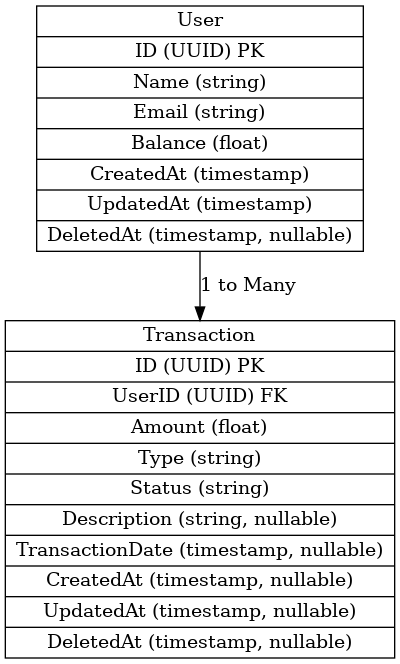 User
ID (UUID) PK
Name (string)
Email (string)
Balance (float)
CreatedAt (timestamp)
UpdatedAt (timestamp)
DeletedAt (timestamp, nullable)
1 to Many
Transaction
ID (UUID) PK
UserID (UUID) FK
Amount (float)
Type (string)
Status (string)
Description (string, nullable)
TransactionDate (timestamp, nullable)
CreatedAt (timestamp, nullable)
UpdatedAt (timestamp, nullable)
DeletedAt (timestamp, nullable)